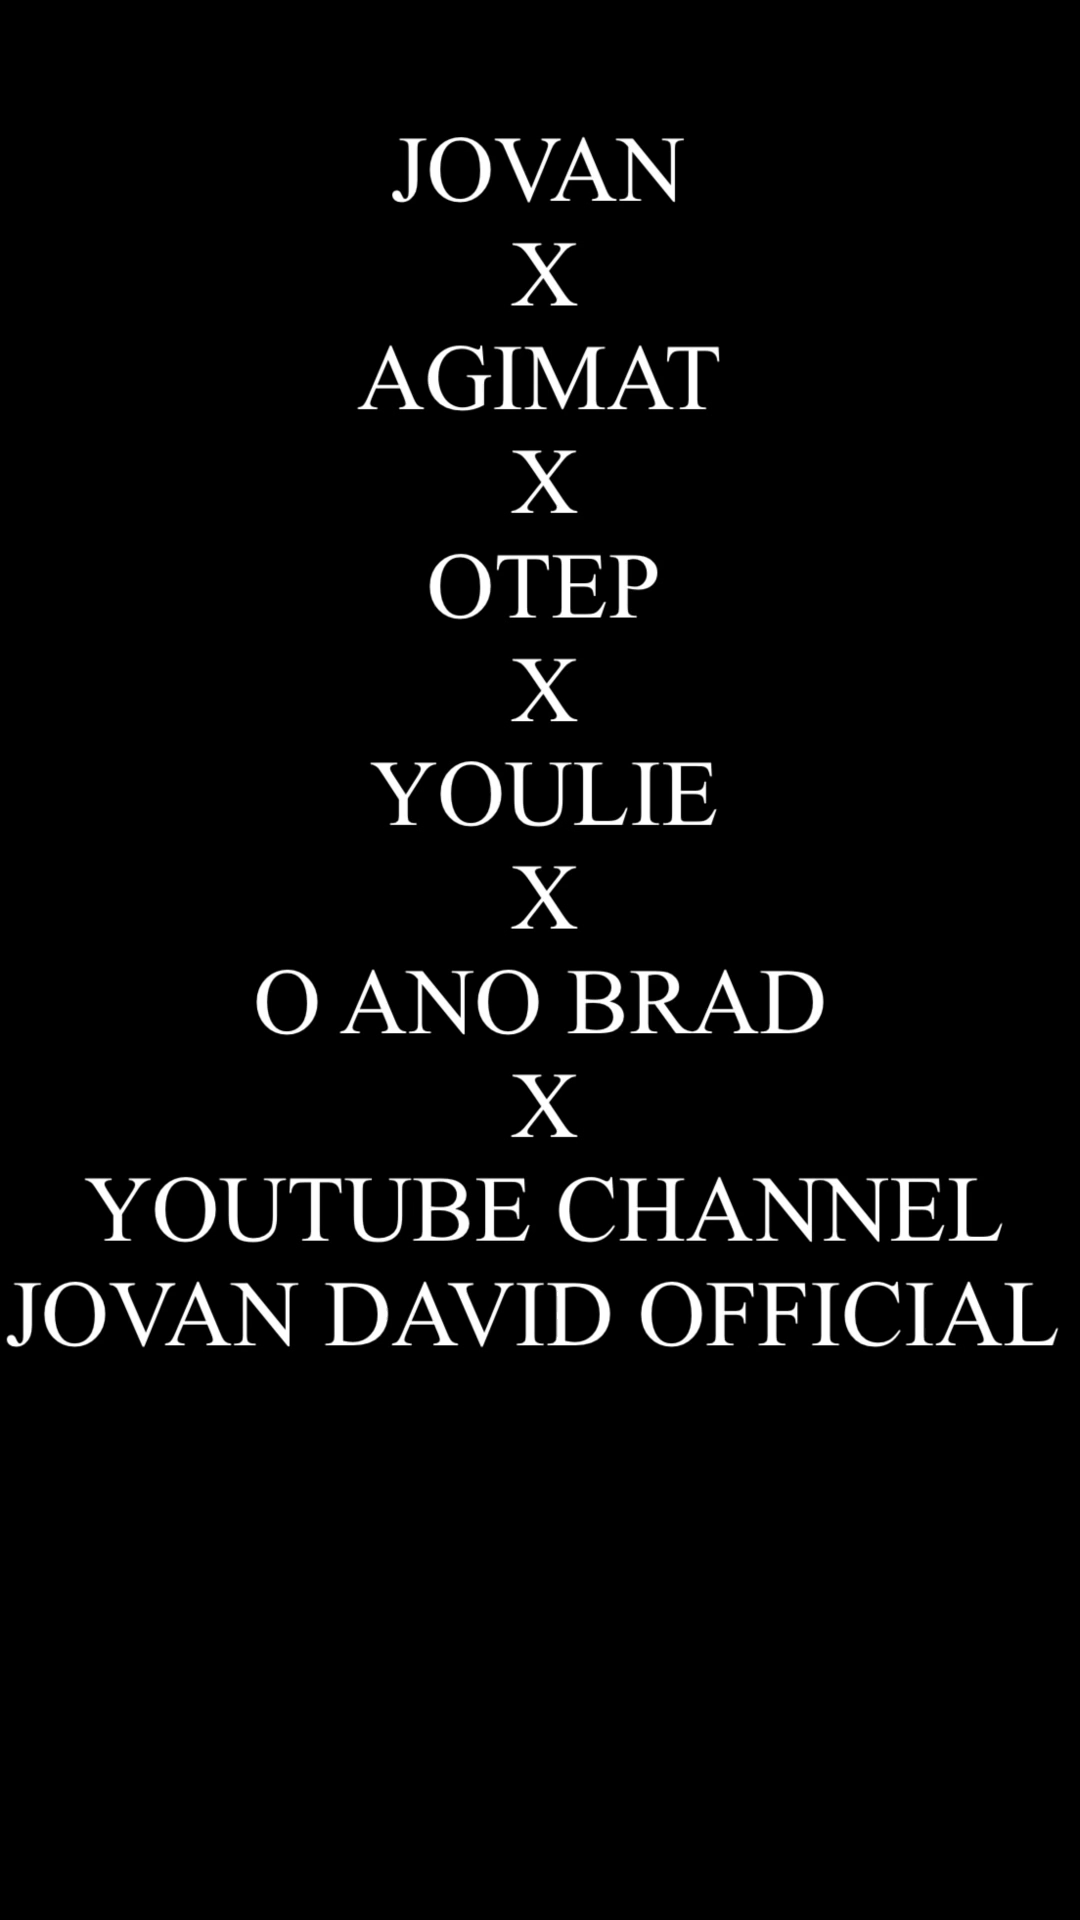 JOVAN
X
AGIMAT
X
OTEP
X
YOULIE
X
O ANO BRAD
X
YOUTUBE CHANNEL
JOVAN DAVID OFFICIAL